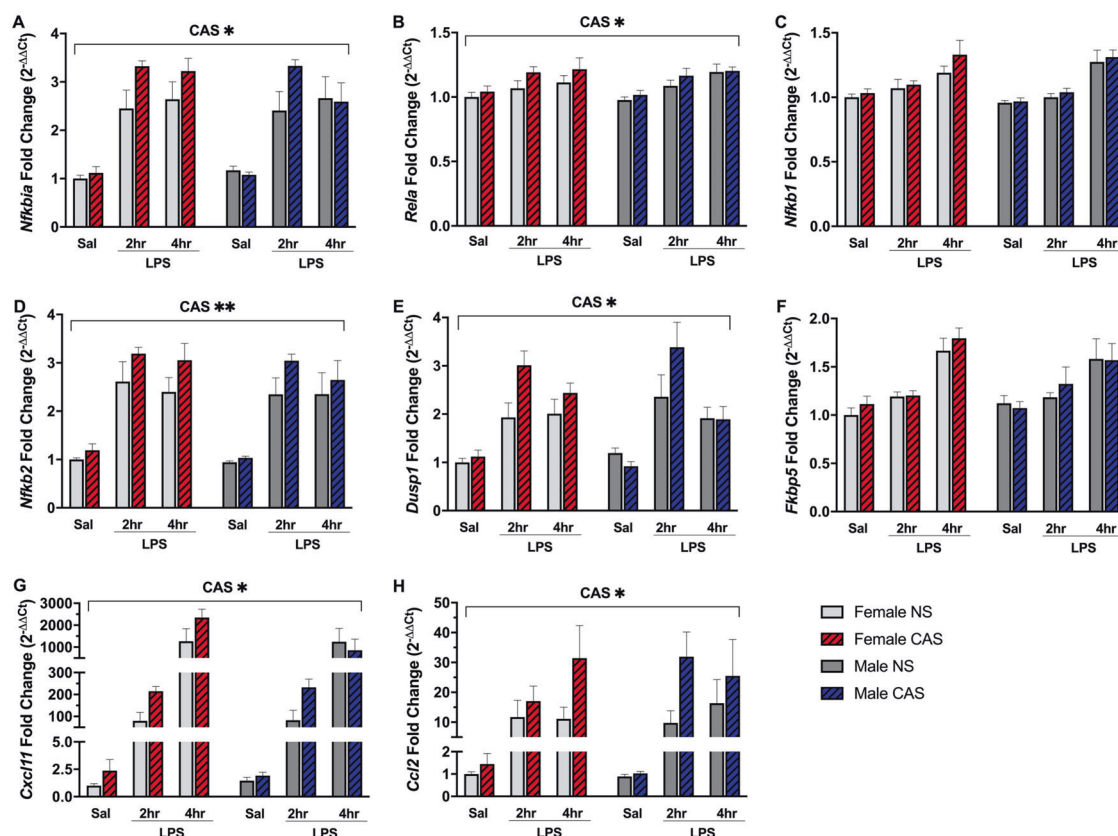 A
CAS *
Nfkbia Fold Change (2-ΔΔCt)
4
3
2
1
0
Sal 2hr 4hr Sal 2hr 4hr
LPS LPS
B
CAS *
Rela Fold Change (2-ΔΔCt)
1.5
1.0
0.5
0.0
Sal 2hr 4hr Sal 2hr 4hr
LPS LPS
C
Nfkb1 Fold Change (2-ΔΔCt)
1.5
1.0
0.5
0.0
Sal 2hr 4hr Sal 2hr 4hr
LPS LPS
D
CAS **
Nfkb2 Fold Change (2-ΔΔCt)
4
3
2
1
0
Sal 2hr 4hr Sal 2hr 4hr
LPS LPS
E
CAS *
Dusp1 Fold Change (2-ΔΔCt)
4
3
2
1
0
Sal 2hr 4hr Sal 2hr 4hr
LPS LPS
F
Fkbp5 Fold Change (2-ΔΔCt)
2.0
1.5
1.0
0.5
0.0
Sal 2hr 4hr Sal 2hr 4hr
LPS LPS
G
CAS *
Cxcl11 Fold Change (2-ΔΔCt)
3000
2000
1000
300
200
100
5.0
2.5
0.0
Sal 2hr 4hr Sal 2hr 4hr
LPS LPS
H
CAS *
Ccl2 Fold Change (2-ΔΔCt)
50
40
30
20
10
2
1
0
Sal 2hr 4hr Sal 2hr 4hr
LPS LPS
Female NS
Female CAS
Male NS
Male CAS